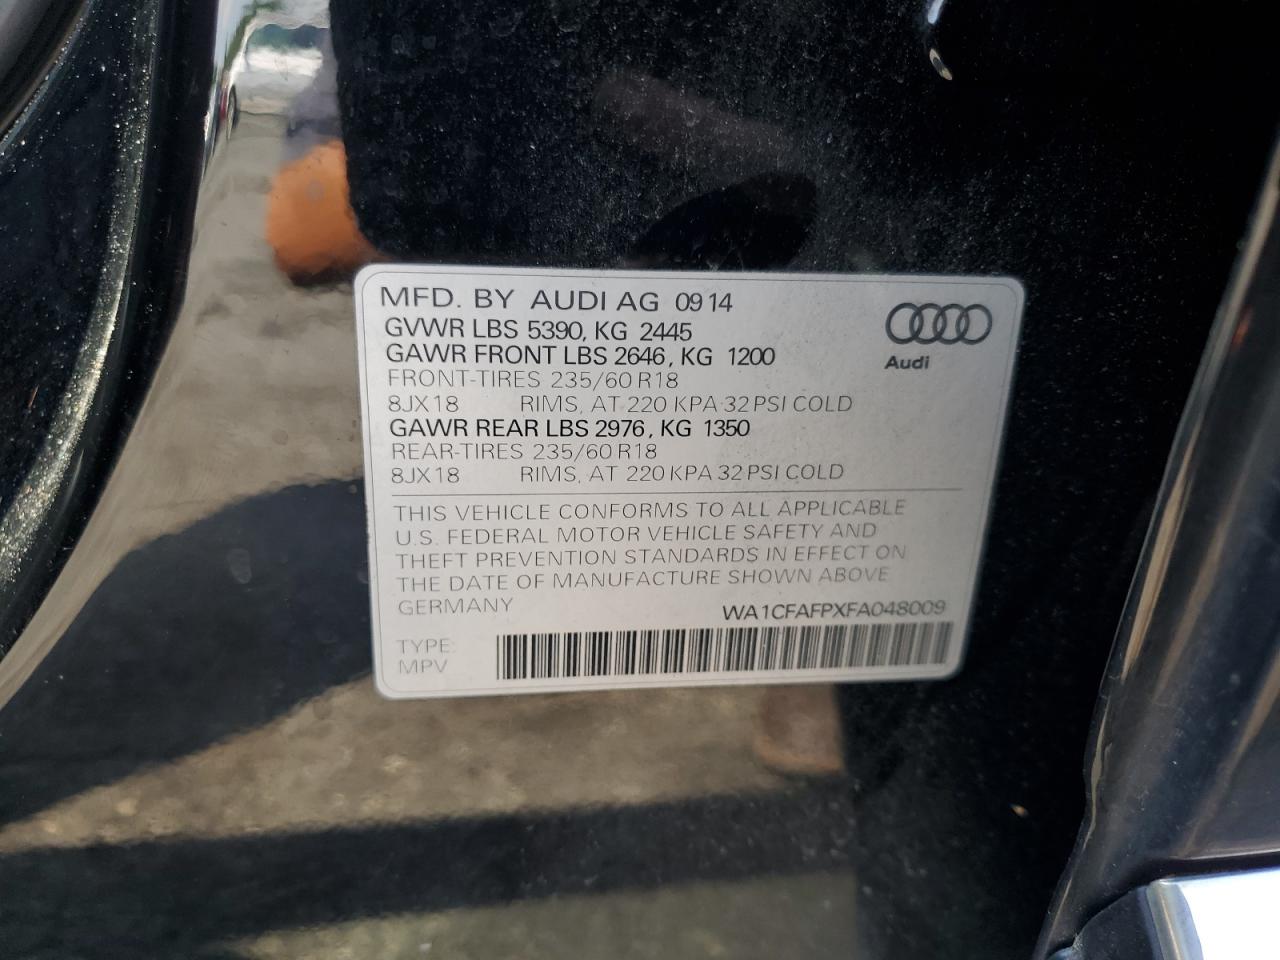 MFD. BY AUDI AG 09 14
GVWR LBS 5390, KG 2445
GAWR FRONT LBS 2646, KG 1200
FRONT-TIRES 235/60 R18
8JX18 RIMS, AT 220 KPA 32 PSI COLD
GAWR REAR LBS 2976, KG 1350
REAR-TIRES 235/60 R18
8JX18 RIMS, AT 220 KPA 32 PSI COLD
Audi
THIS VEHICLE CONFORMS TO ALL APPLICABLE
U.S. FEDERAL MOTOR VEHICLE SAFETY AND
THEFT PREVENTION STANDARDS IN EFFECT ON
THE DATE OF MANUFACTURE SHOWN ABOVE
GERMANY WA1CFAFPXFA048009
TYPE:
MPV